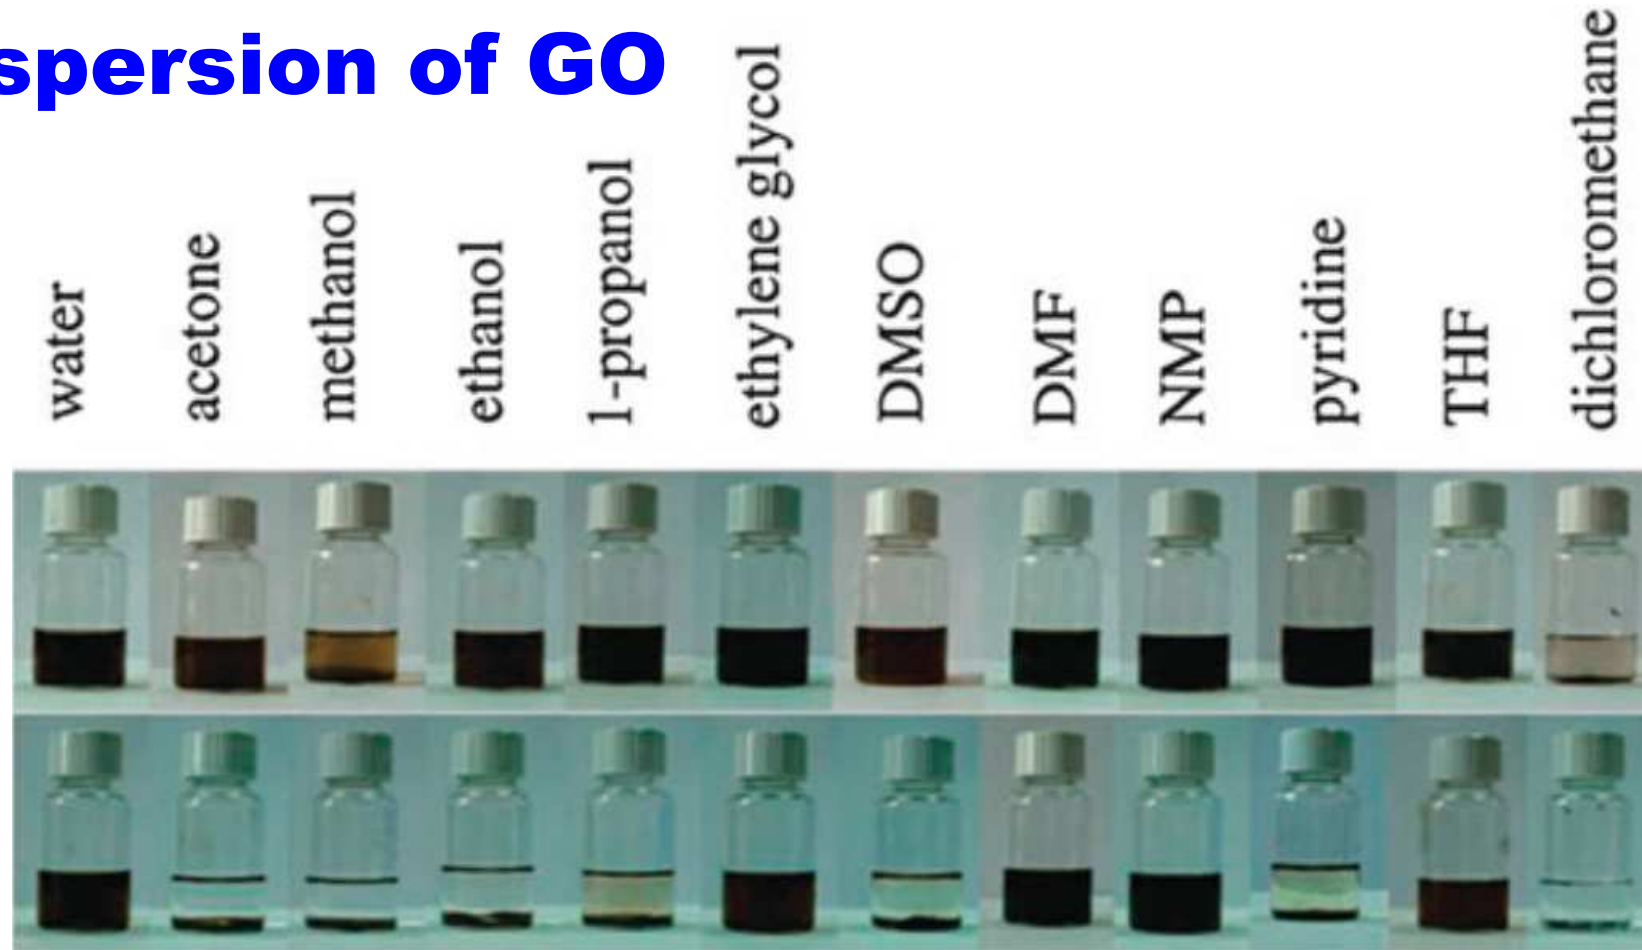 spersion of GO
water
acetone
methanol
ethanol
1-propanol
ethylene glycol
DMSO
DMF
NMP
pyridine
THF
dichloromethane